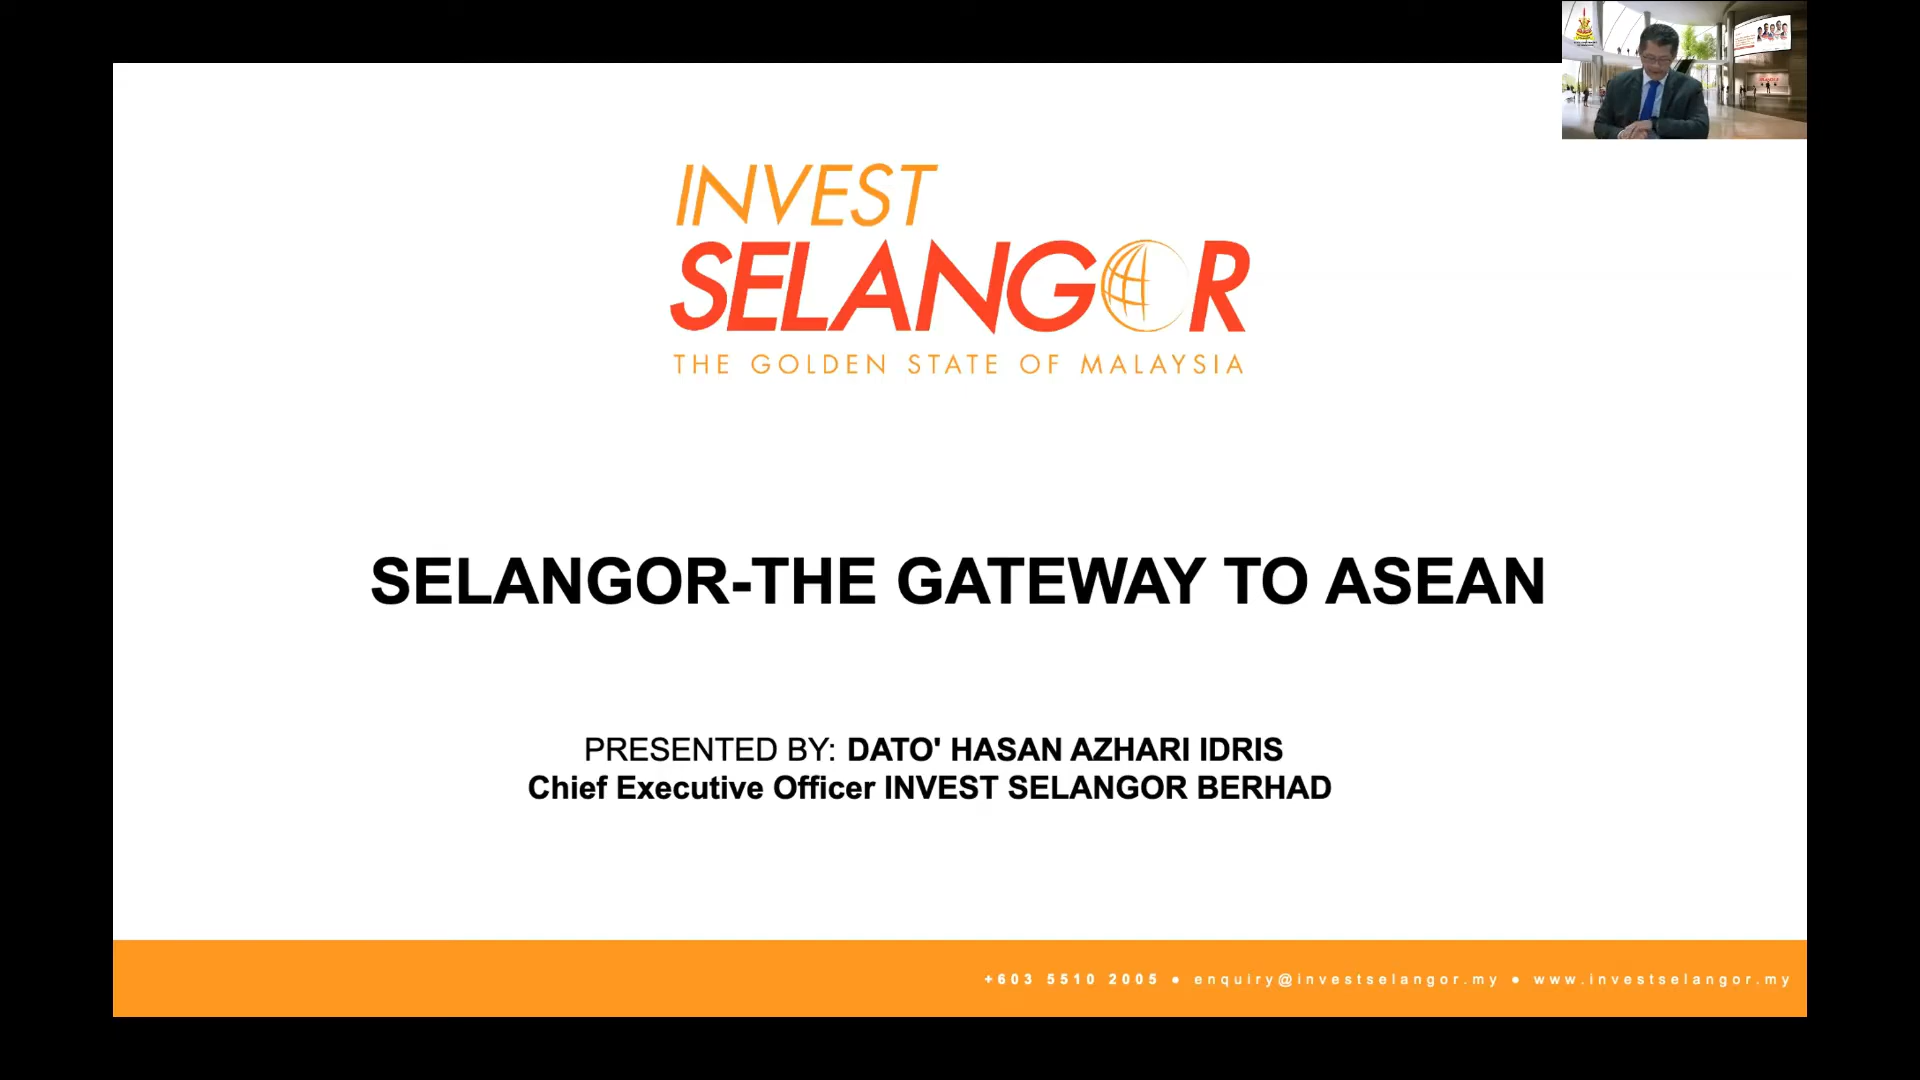 INVEST
SELANGOR
THE GOLDEN STATE OF MALAYSIA
SELANGOR-THE GATEWAY TO ASEAN
PRESENTED BY: DATO' HASAN AZHARI IDRIS
Chief Executive Officer INVEST SELANGOR BERHAD
+603 5510 2005 ● enquiry@investselangor.my ● www.investselangor.my